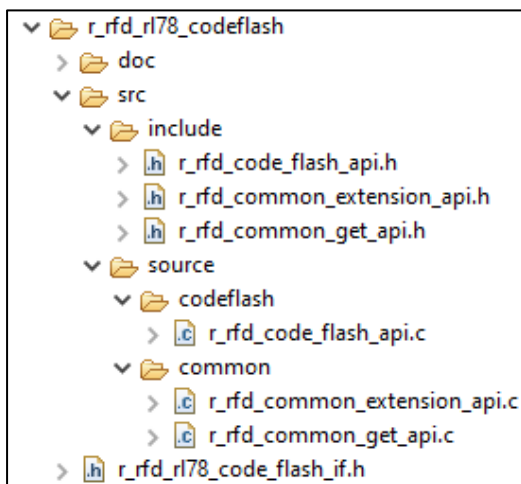 r_rfd_rl78_codeflash
doc
src
include
.h r_rfd_code_flash_api.h
.h r_rfd_common_extension_api.h
.h r_rfd_common_get_api.h
source
codeflash
.c r_rfd_code_flash_api.c
common
.c r_rfd_common_extension_api.c
.c r_rfd_common_get_api.c
.h r_rfd_rl78_code_flash_if.h